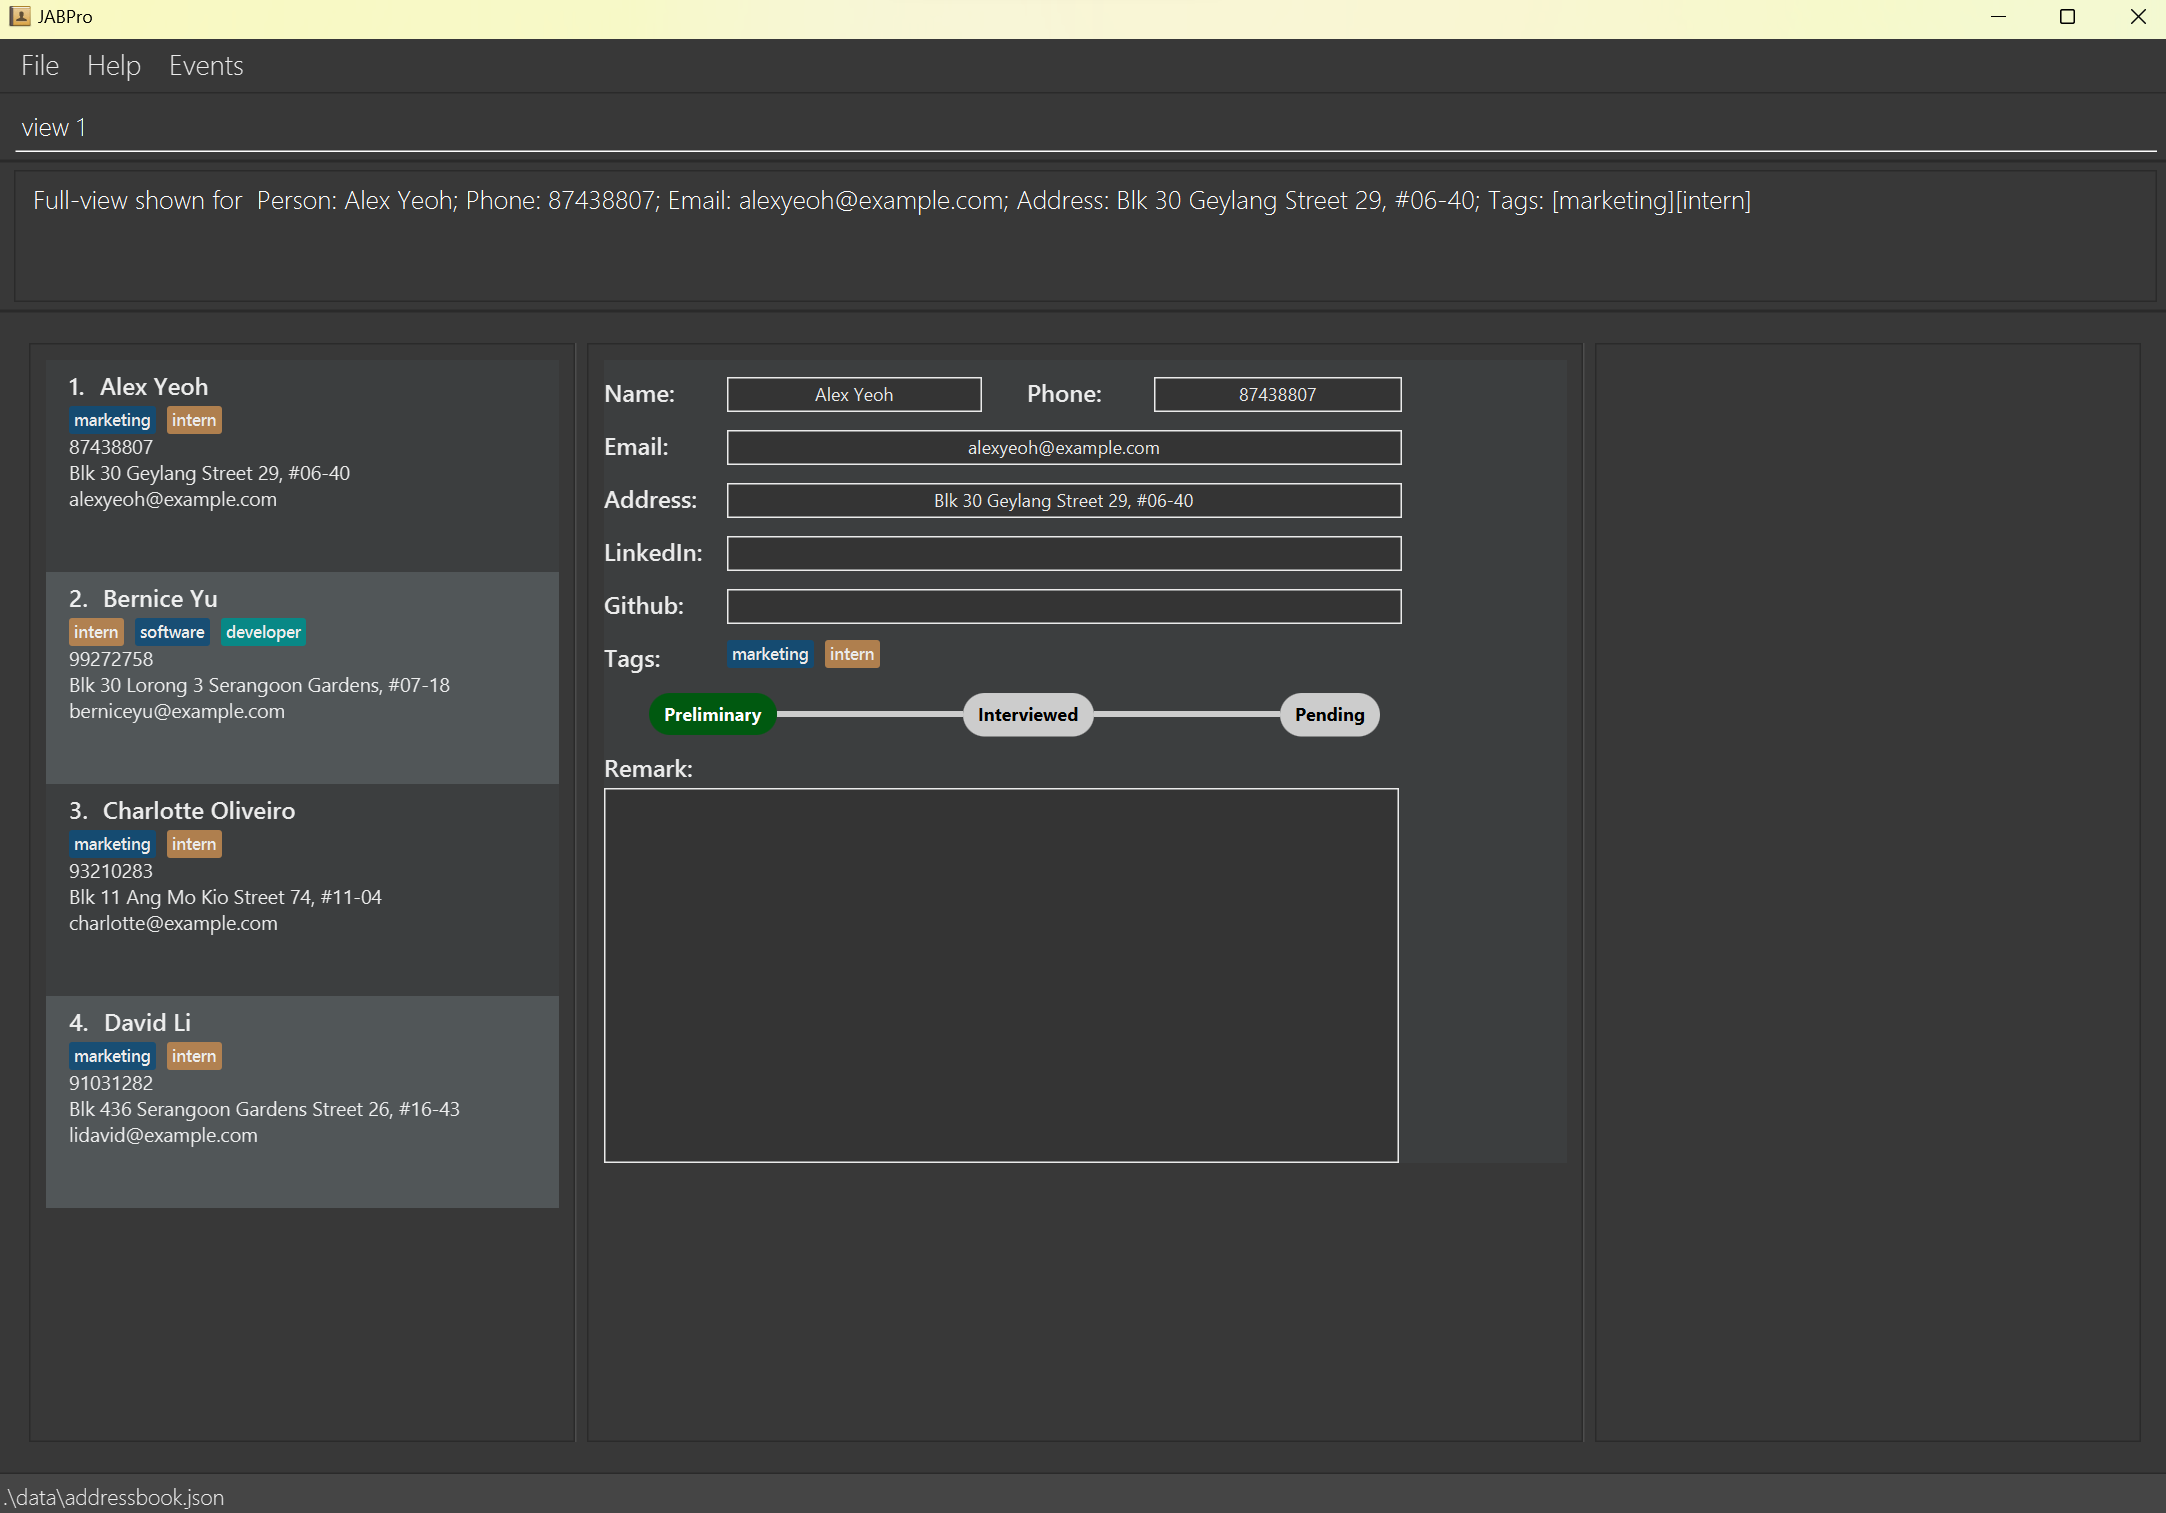 JABPro
File Help Events
view 1
Full-view shown for  Person: Alex Yeoh; Phone: 87438807; Email: alexyeoh@example.com; Address: Blk 30 Geylang Street 29, #06-40; Tags: [marketing][intern]
1. Alex Yeoh
marketing intern
87438807
Blk 30 Geylang Street 29, #06-40
alexyeoh@example.com
2. Bernice Yu
intern software developer
99272758
Blk 30 Lorong 3 Serangoon Gardens, #07-18
berniceyu@example.com
3. Charlotte Oliveiro
marketing intern
93210283
Blk 11 Ang Mo Kio Street 74, #11-04
charlotte@example.com
4. David Li
marketing intern
91031282
Blk 436 Serangoon Gardens Street 26, #16-43
lidavid@example.com
Name: Alex Yeoh Phone: 87438807
Email: alexyeoh@example.com
Address: Blk 30 Geylang Street 29, #06-40
LinkedIn:
Github:
Tags: marketing intern
Preliminary Interviewed Pending
Remark:
.\data\addressbook.json